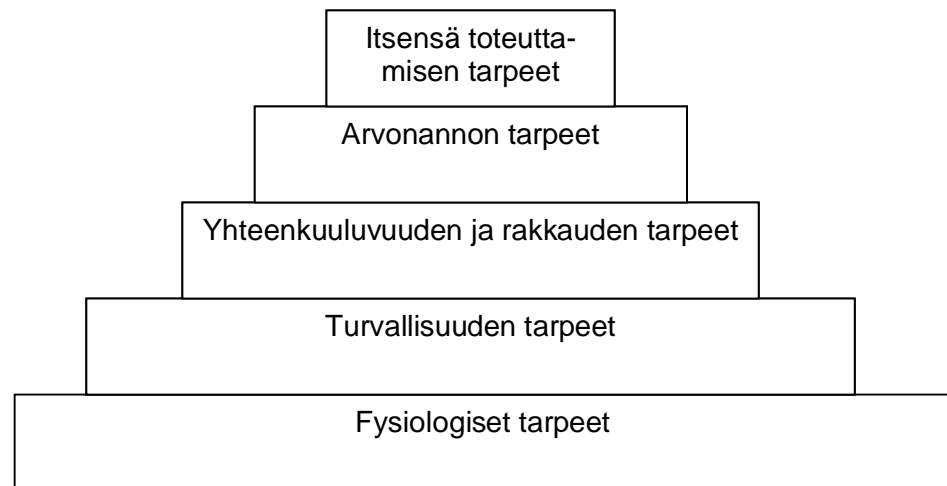 Itsensä toteutta-
misen tarpeet
Arvonannon tarpeet
Yhteenkuuluvuuden ja rakkauden tarpeet
Turvallisuuden tarpeet
Fysiologiset tarpeet